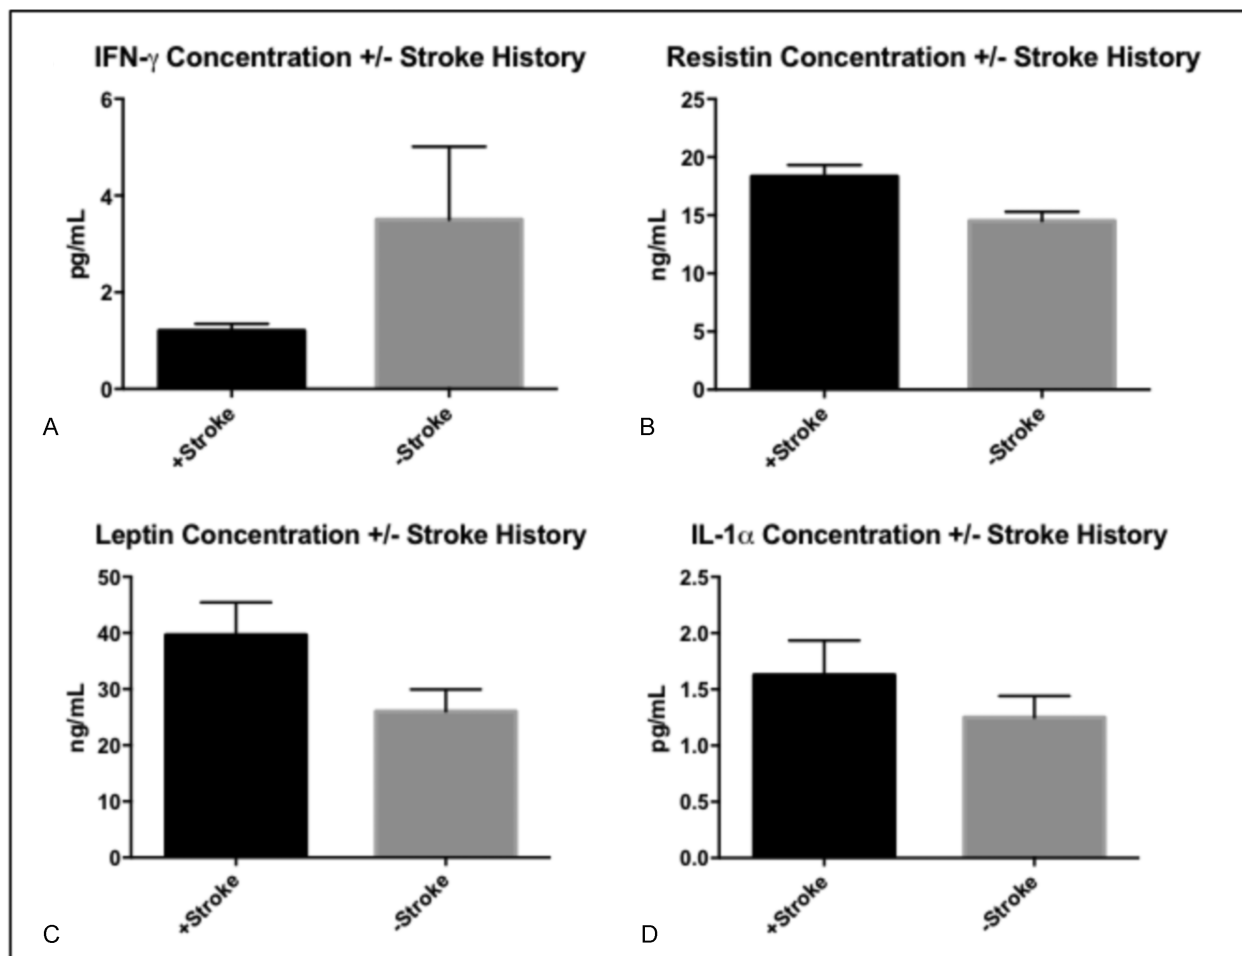 IFN-γ Concentration +/- Stroke History
6
4
2
0
pg/mL
+Stroke
-Stroke
A
Resistin Concentration +/- Stroke History
25
20
15
10
5
0
ng/mL
+Stroke
-Stroke
B
Leptin Concentration +/- Stroke History
50
40
30
20
10
0
ng/mL
+Stroke
-Stroke
C
IL-1α Concentration +/- Stroke History
2.5
2.0
1.5
1.0
0.5
0.0
pg/mL
+Stroke
-Stroke
D